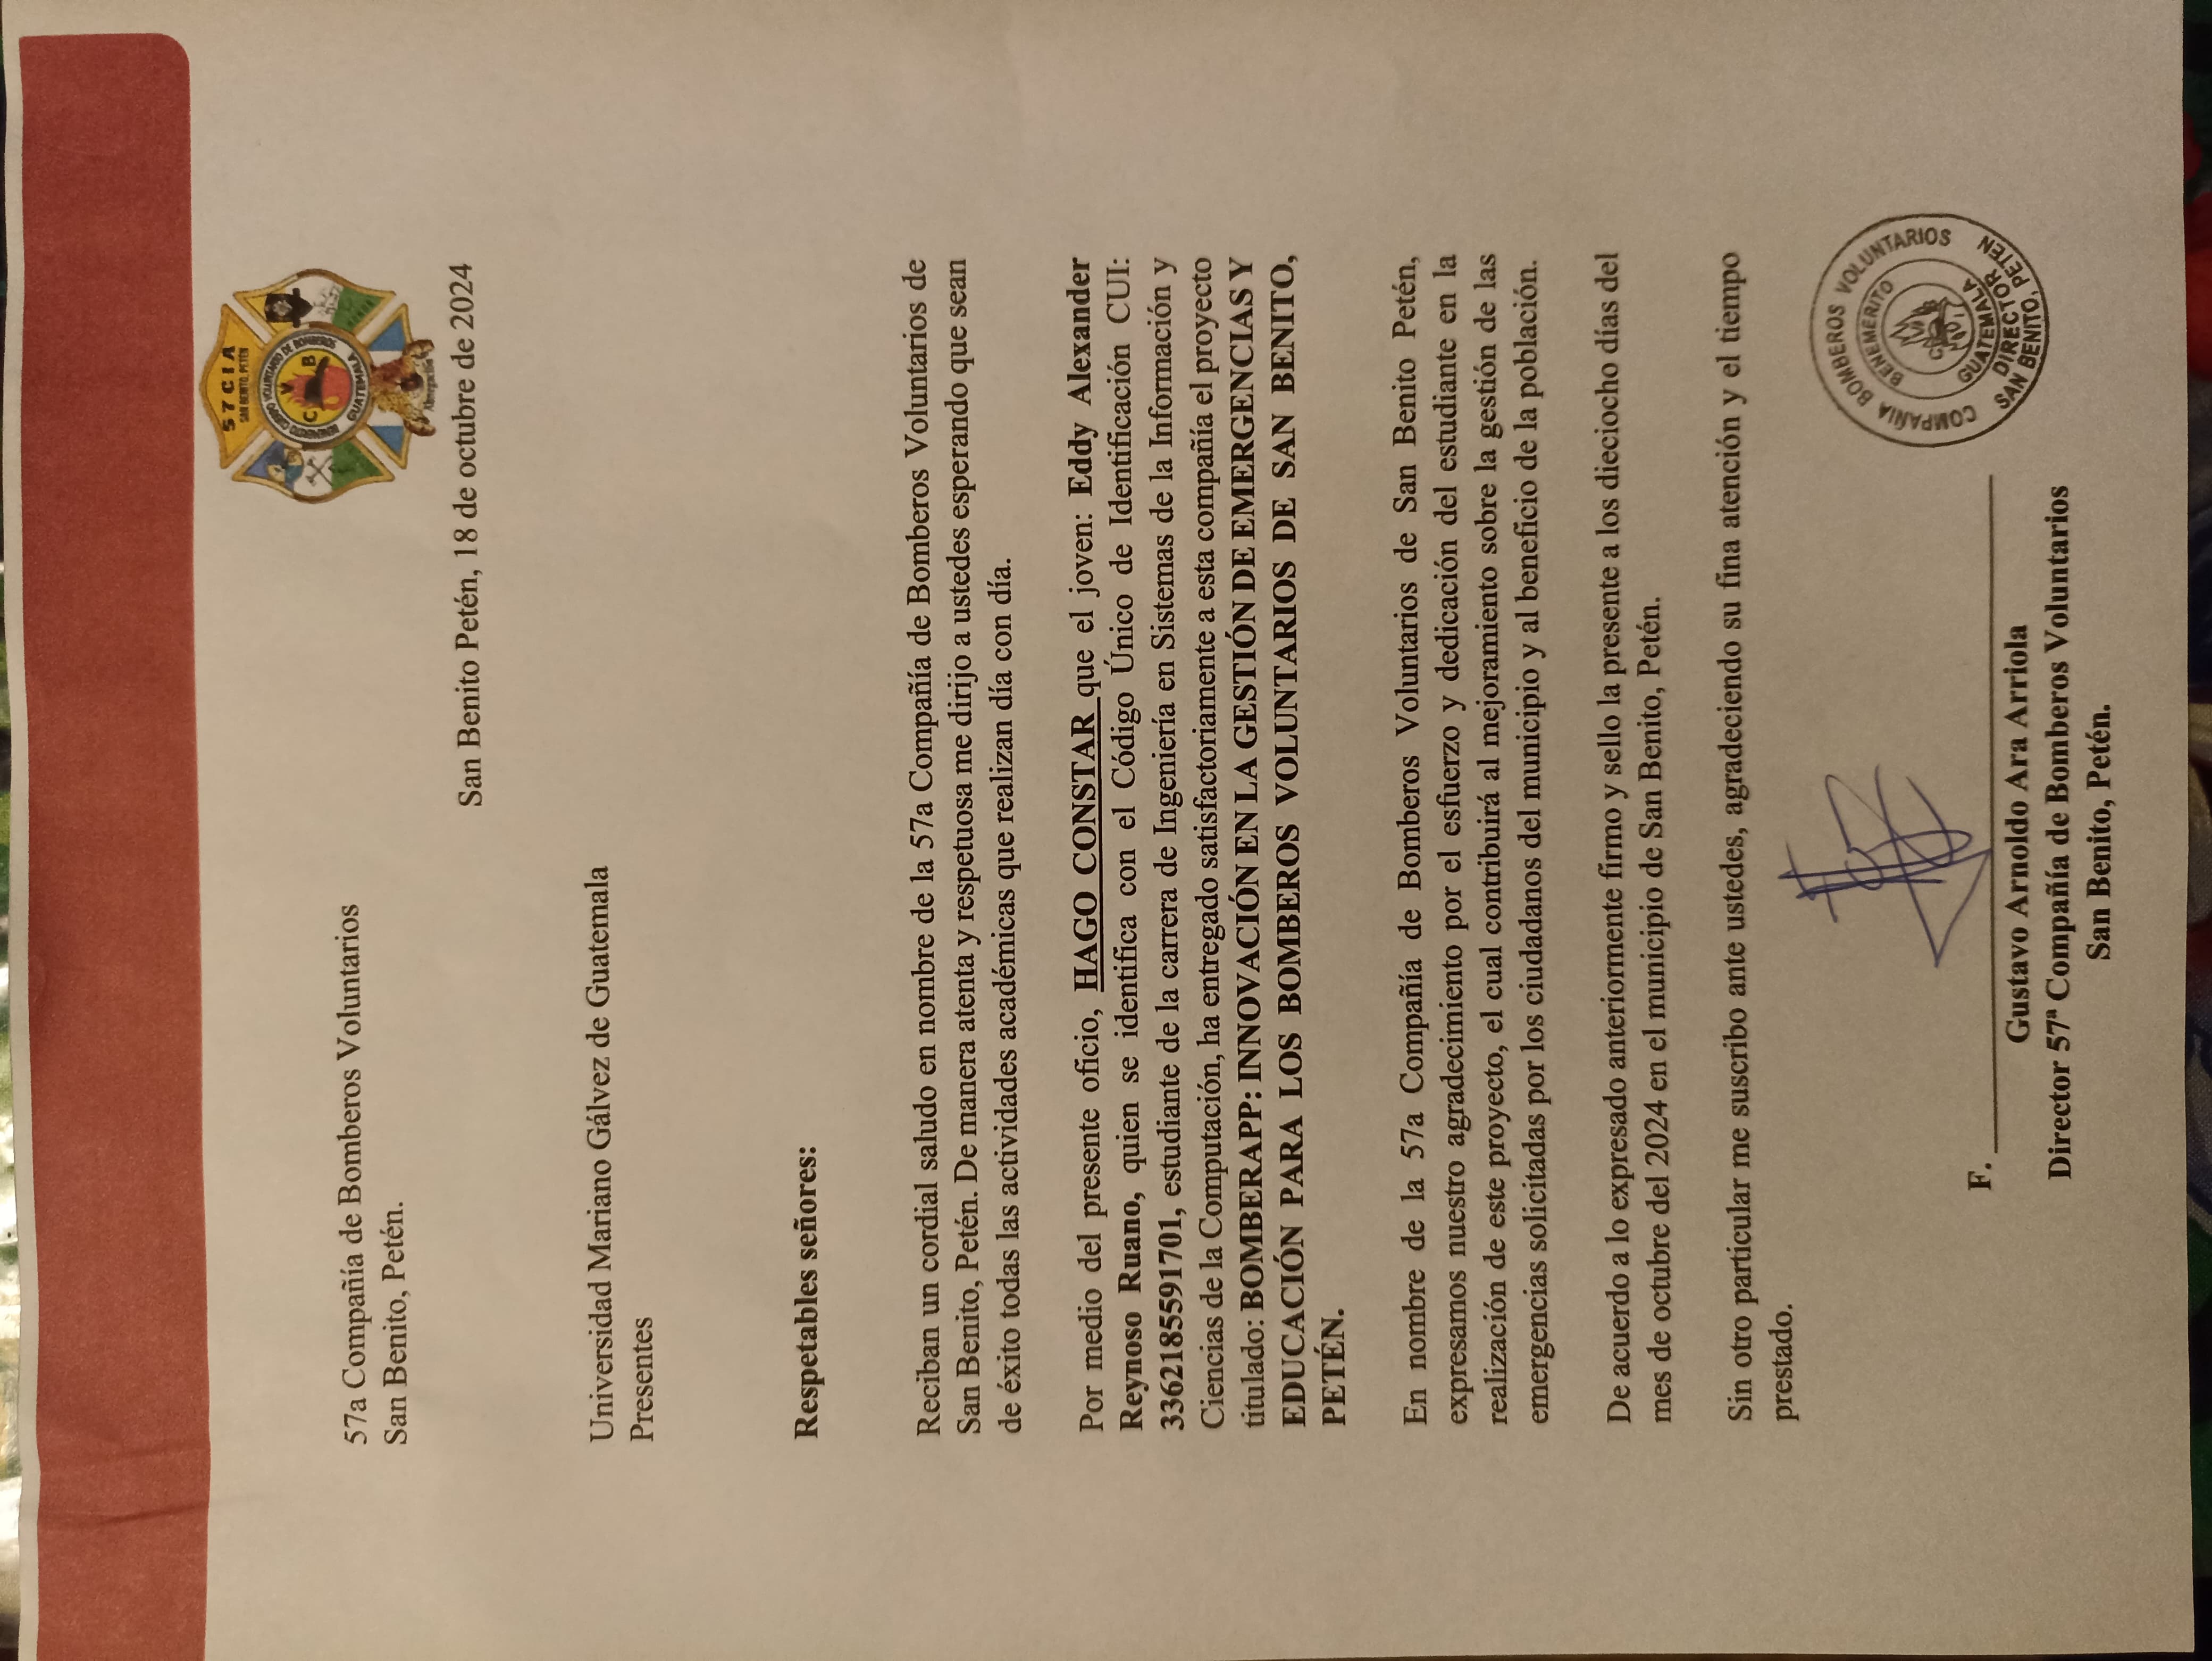 57 CIA
SAN BENITO, PETEN
BENEMERITO CUERPO VOLUNTARIO DE BOMBEROS
C V B
GUATEMALA
57a Compañía de Bomberos Voluntarios
San Benito, Petén.
San Benito Petén, 18 de octubre de 2024
Universidad Mariano Gálvez de Guatemala
Presentes
Respetables señores:
Reciban un cordial saludo en nombre de la 57a Compañía de Bomberos Voluntarios de
San Benito, Petén. De manera atenta y respetuosa me dirijo a ustedes esperando que sean
de éxito todas las actividades académicas que realizan día con día.
Por medio del presente oficio, HAGO CONSTAR que el joven: Eddy Alexander
Reynoso Ruano, quien se identifica con el Código Único de Identificación CUI:
3362185591701, estudiante de la carrera de Ingeniería en Sistemas de la Información y
Ciencias de la Computación, ha entregado satisfactoriamente a esta compañía el proyecto
titulado: BOMBERAPP: INNOVACIÓN EN LA GESTIÓN DE EMERGENCIAS Y
EDUCACIÓN PARA LOS BOMBEROS VOLUNTARIOS DE SAN BENITO,
PETÉN.
En nombre de la 57a Compañía de Bomberos Voluntarios de San Benito Petén,
expresamos nuestro agradecimiento por el esfuerzo y dedicación del estudiante en la
realización de este proyecto, el cual contribuirá al mejoramiento sobre la gestión de las
emergencias solicitadas por los ciudadanos del municipio y al beneficio de la población.
De acuerdo a lo expresado anteriormente firmo y sello la presente a los dieciocho días del
mes de octubre del 2024 en el municipio de San Benito, Petén.
Sin otro particular me suscribo ante ustedes, agradeciendo su fina atención y el tiempo
prestado.
COMPAÑIA BOMBEROS VOLUNTARIOS
BENEMERITO
GUATEMALA
DIRECTOR
SAN BENITO, PETEN
F.
Gustavo Arnoldo Ara Arriola
Director 57ª Compañía de Bomberos Voluntarios
San Benito, Petén.